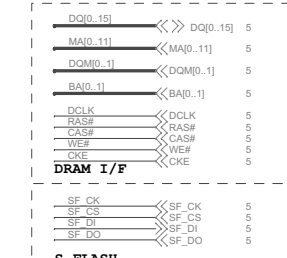 DQ[0..15] DQ[0..15] 5
MA[0..11] MA[0..11] 5
DQM[0..1] DQM[0..1] 5
BA[0..1] BA[0..1] 5
DCLK DCLK 5
RAS# RAS# 5
CAS# CAS# 5
WE# WE# 5
CKE CKE 5
DRAM I/F
SF_CK SF_CK 5
SF_CS SF_CS 5
SF_DI SF_DI 5
SF_DO SF_DO 5
S-FLASH